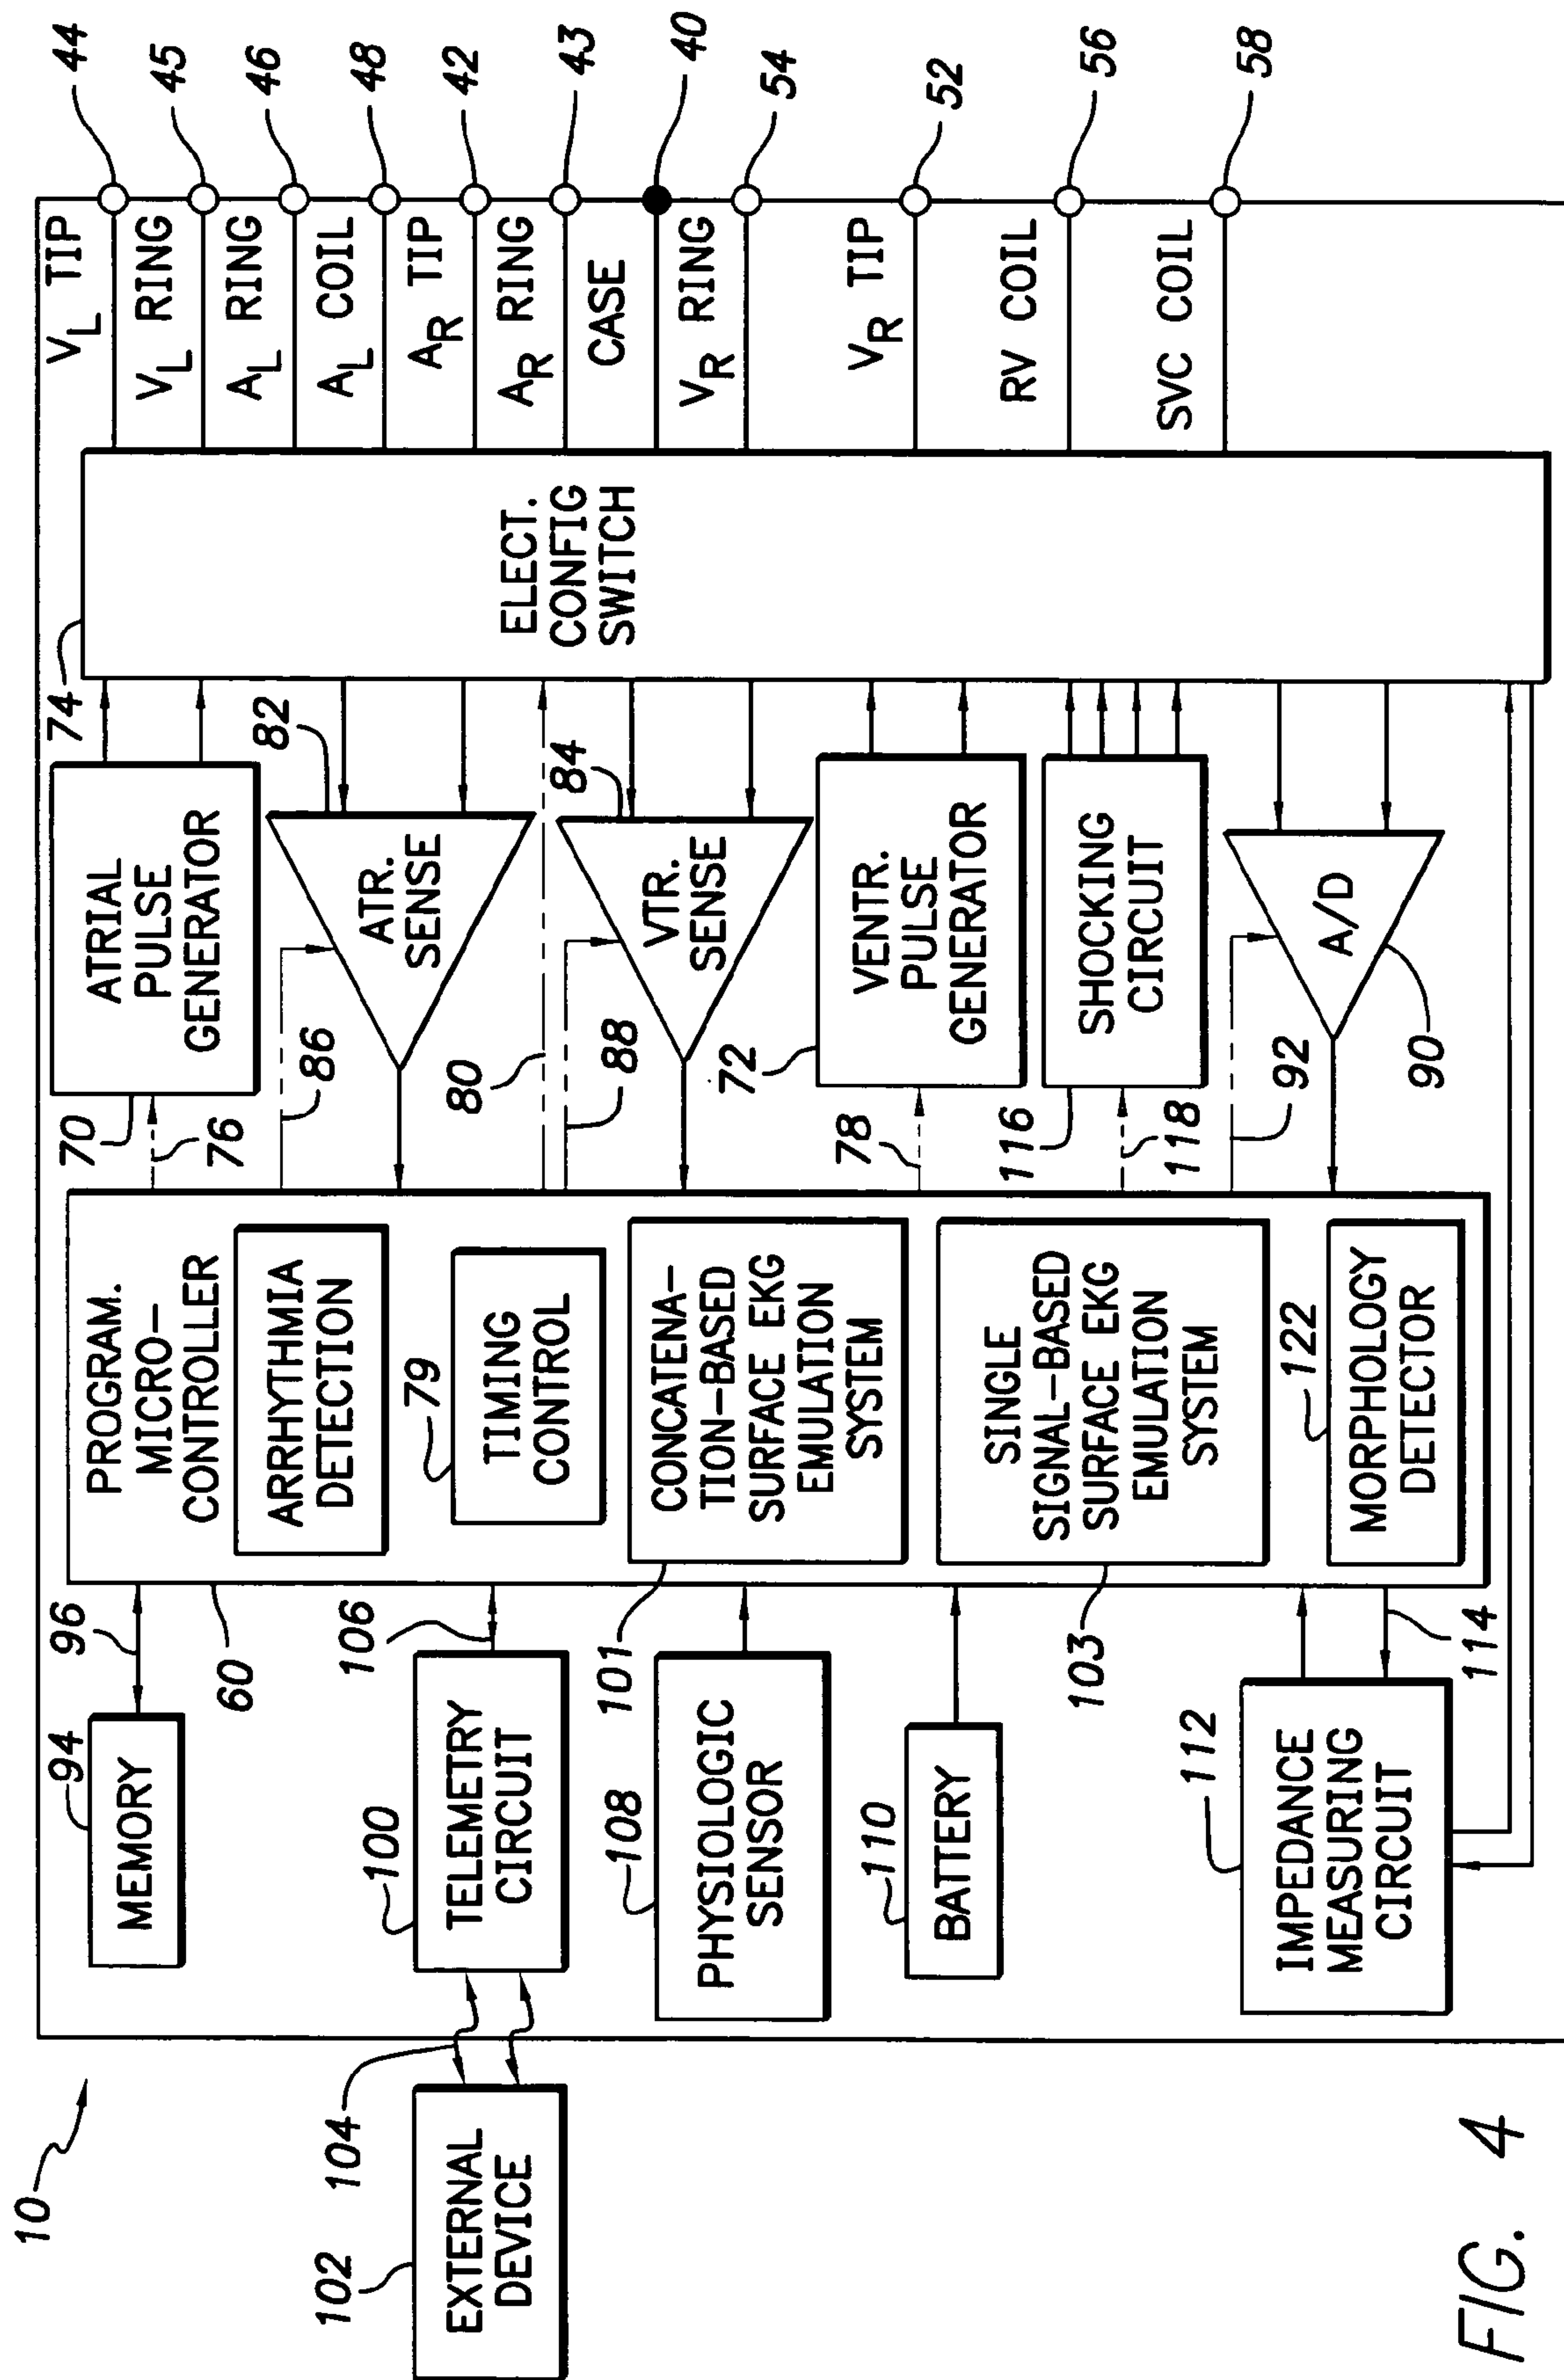 10
102
EXTERNAL
DEVICE
104
94
MEMORY
96
60
100
TELEMETRY
CIRCUIT
106
108
PHYSIOLOGIC
SENSOR
101
110
BATTERY
103
112
IMPEDANCE
MEASURING
CIRCUIT
114
PROGRAM.
MICRO-
CONTROLLER
ARRHYTHMIA
DETECTION
79
TIMING
CONTROL
CONCATENA-
TION-BASED
SURFACE EKG
EMULATION
SYSTEM
SINGLE
SIGNAL-BASED
SURFACE EKG
EMULATION
SYSTEM
122
MORPHOLOGY
DETECTOR
70
76
86
80
88
72
78
116
118
92
90
ATRIAL
PULSE
GENERATOR
82
ATR.
SENSE
84
VTR.
SENSE
VENTR.
PULSE
GENERATOR
SHOCKING
CIRCUIT
A/D
74
ELECT.
CONFIG
SWITCH
VL TIP
44
VL RING
45
AL RING
46
AL COIL
48
AR TIP
42
AR RING
43
CASE
40
VR RING
54
VR TIP
52
RV COIL
56
SVC COIL
58
FIG. 4